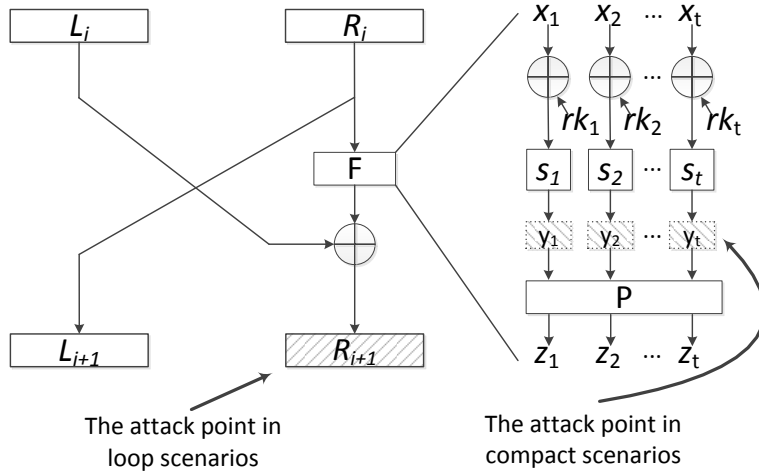 L_i R_i
x_1 x_2 ... x_t
...
rk_1 rk_2 rk_t
F
s_1 s_2 ... s_t
y_1 y_2 ... y_t
P
L_{i+1} R_{i+1}
z_1 z_2 ... z_t
The attack point in
loop scenarios
The attack point in
compact scenarios